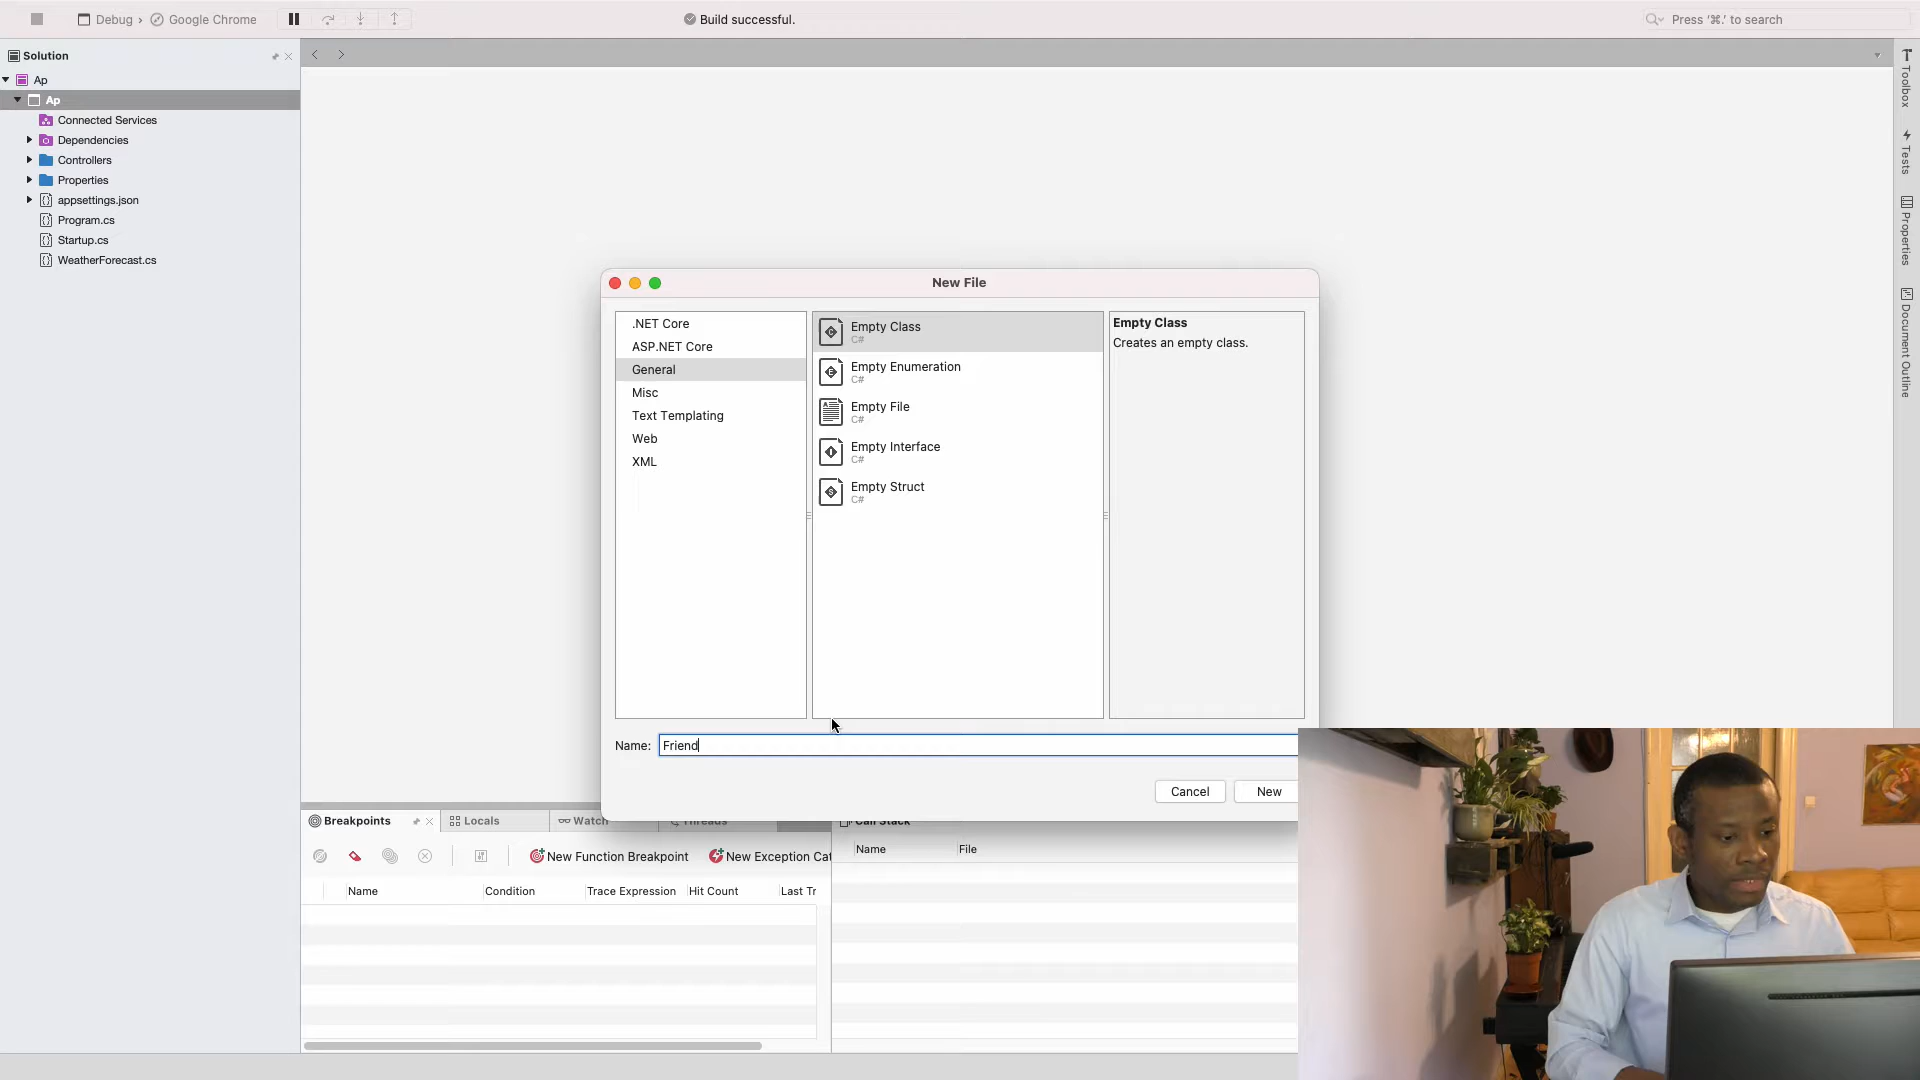 Debug › Google Chrome
Build successful.
Press '⌘.' to search
Solution
Ap
Ap
Connected Services
Dependencies
Controllers
Properties
appsettings.json
Program.cs
Startup.cs
WeatherForecast.cs
Toolbox
Tests
Properties
Document Outline
New File
.NET Core
ASP.NET Core
General
Misc
Text Templating
Web
XML
Empty Class
C#
Empty Enumeration
C#
Empty File
C#
Empty Interface
C#
Empty Struct
C#
Empty Class
Creates an empty class.
Name: Friend
Cancel New
Breakpoints Locals Watch Threads
Call Stack
New Function Breakpoint New Exception Cat
Name Condition Trace Expression Hit Count Last Tr
Name File